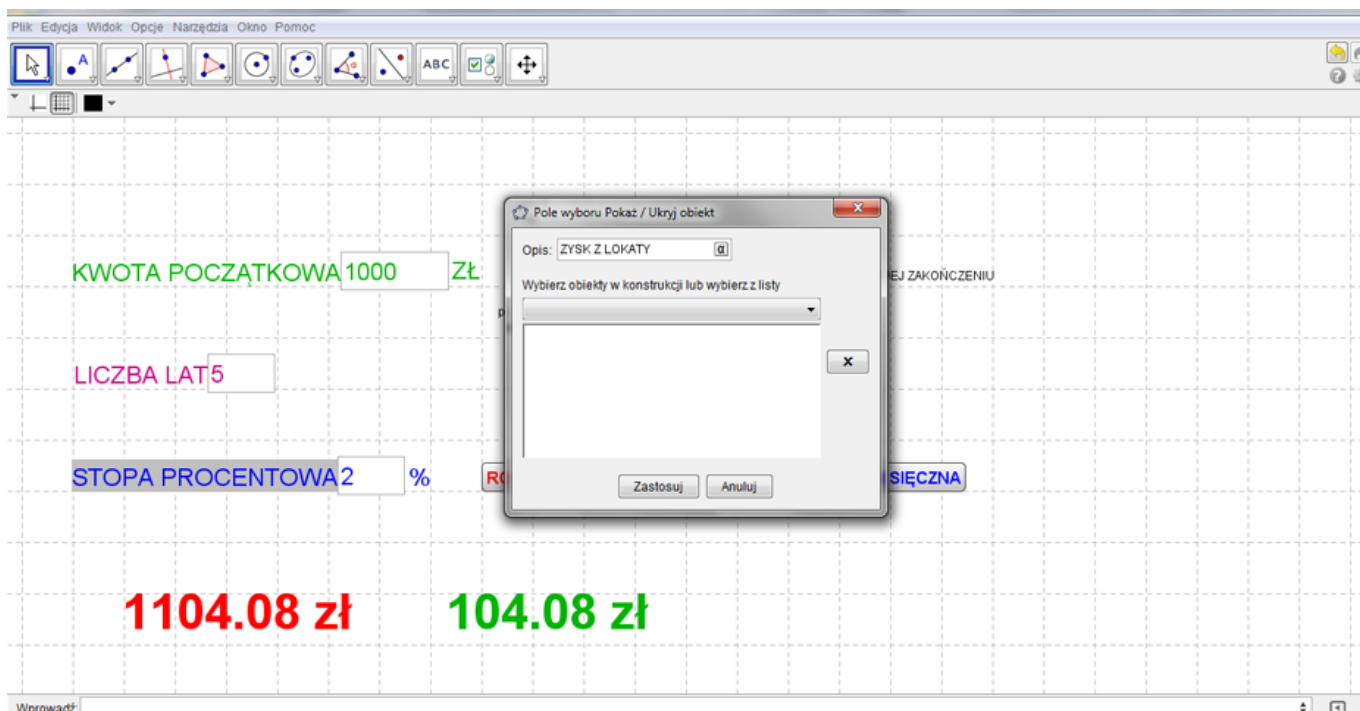 Plik Edycja Widok Opcje Narzędzia Okno Pomoc
A
ABC
Pole wyboru Pokaż / Ukryj obiekt
Opis: ZYSK Z LOKATY α
Wybierz obiekty w konstrukcji lub wybierz z listy
KWOTA POCZĄTKOWA 1000 ZŁ
EJ ZAKOŃCZENIU
LICZBA LAT 5
STOPA PROCENTOWA 2 %
SIĘCZNA
Zastosuj Anuluj
1104.08 zł 104.08 zł
Wprowadź: